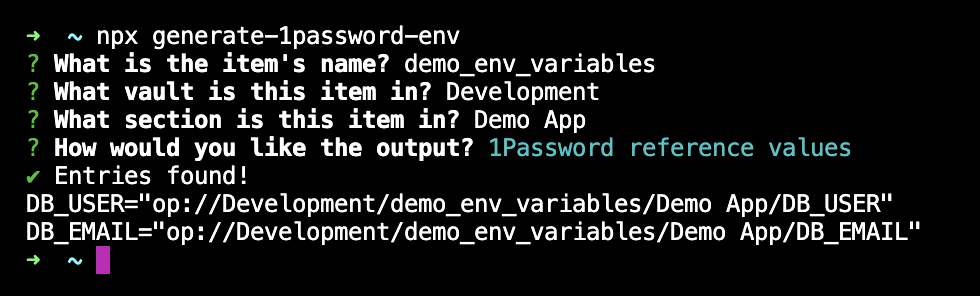 ➜ ~ npx generate-1password-env
? What is the item's name? demo_env_variables
? What vault is this item in? Development
? What section is this item in? Demo App
? How would you like the output? 1Password reference values
✔ Entries found!
DB_USER="op://Development/demo_env_variables/Demo App/DB_USER"
DB_EMAIL="op://Development/demo_env_variables/Demo App/DB_EMAIL"
➜ ~